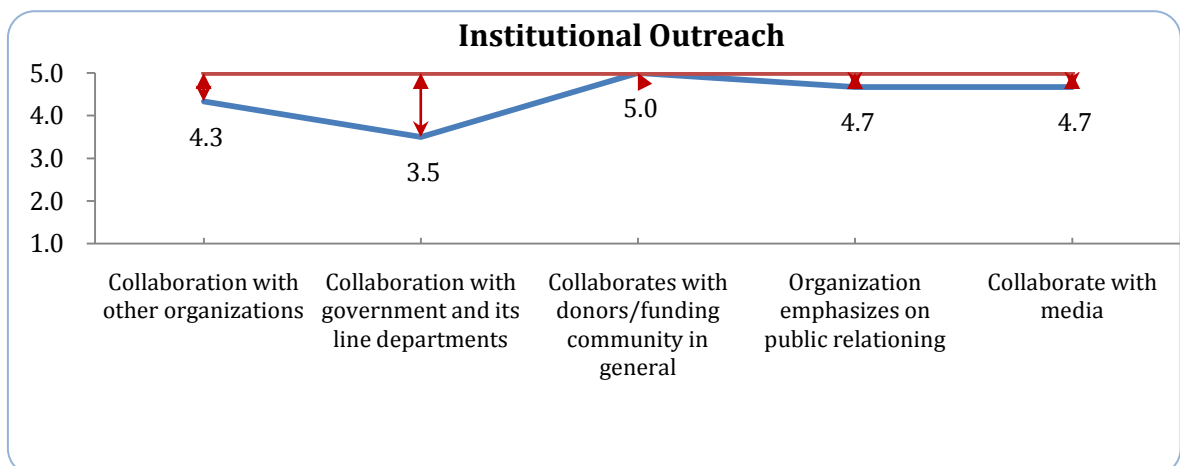 Institutional Outreach
5.0
4.0
3.0
2.0
1.0
4.3
3.5
5.0
4.7
4.7
Collaboration with
other organizations
Collaboration with
government and its
line departments
Collaborates with
donors/funding
community in
general
Organization
emphasizes on
public relationing
Collaborate with
media